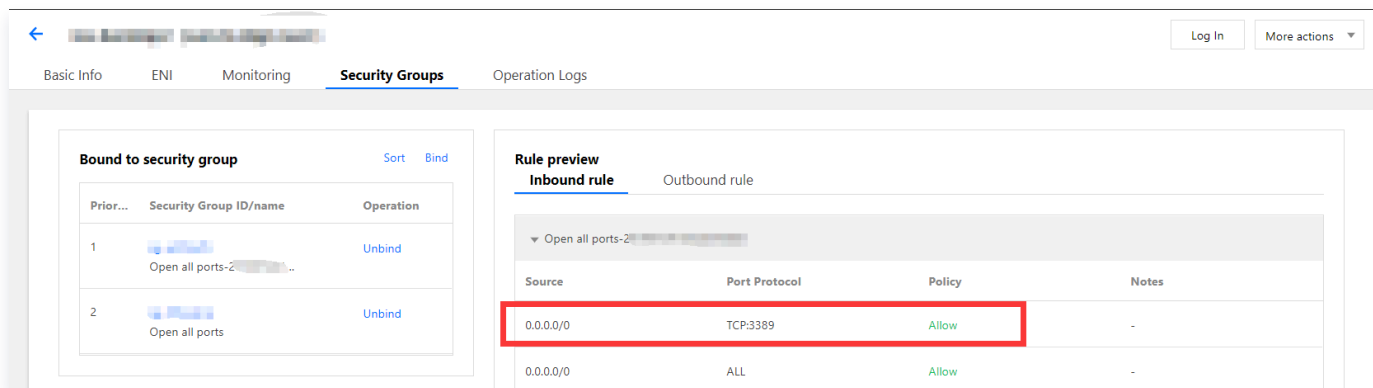 Log In
More actions
Basic Info
ENI
Monitoring
Security Groups
Operation Logs
Bound to security group
Sort
Bind
Prior...
Security Group ID/name
Operation
1
Unbind
Open all ports-2
2
Unbind
Open all ports
Rule preview
Inbound rule
Outbound rule
Open all ports-2
Source
Port Protocol
Policy
Notes
0.0.0.0/0
TCP:3389
Allow
-
0.0.0.0/0
ALL
Allow
-